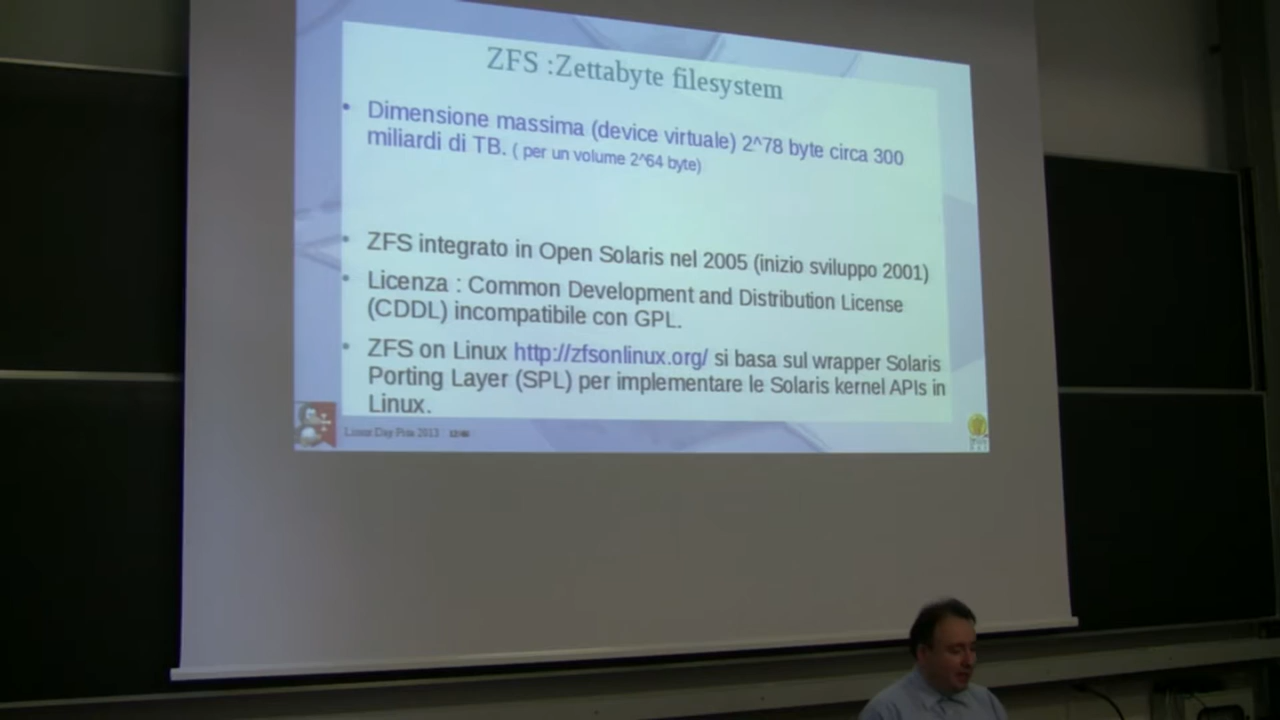 ZFS :Zettabyte filesystem
Dimensione massima (device virtuale) 2^78 byte circa 300
miliardi di TB. ( per un volume 2^64 byte)
ZFS integrato in Open Solaris nel 2005 (inizio sviluppo 2001)
Licenza : Common Development and Distribution License
(CDDL) incompatibile con GPL.
ZFS on Linux http://zfsonlinux.org/ si basa sul wrapper Solaris
Porting Layer (SPL) per implementare le Solaris kernel APIs in
Linux.
Linux Day Pisa 2013